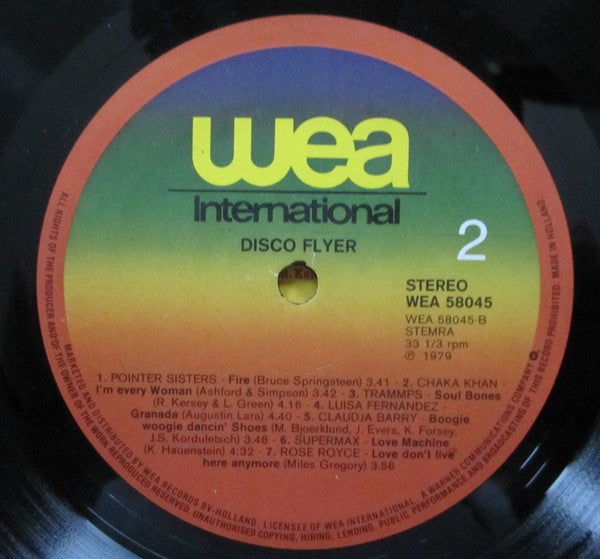 wea
International
DISCO FLYER
2
STEREO
WEA 58045
WEA 58045-B
STEMRA
33 1/3 rpm
℗ 1979
1. POINTER SISTERS - Fire (Bruce Springsteen) 3.41 - 2. CHAKA KHAN -
I'm every Woman (Ashford & Simpson) 3.42 - 3. TRAMMPS - Soul Bones
(R. Kersey & L. Green) 4.16 - 4. LUISA FERNANDEZ -
Granada (Augustin Lara) 4.40 - 5. CLAUDJA BARRY - Boogie
woogie dancin' Shoes (M. Bjoerklund, J. Evers, K. Forsey,
J.S. Korduletsch) 3.48 - 6. SUPERMAX - Love Machine
(K. Hauenstein) 4:32 - 7. ROSE ROYCE - Love don't live
here anymore (Miles Gregory) 3.56
ALL RIGHTS OF THE PRODUCER AND OF THE OWNER OF THE WORK REPRODUCED RESERVED. UNAUTHORISED COPYING, HIRING, LENDING, PUBLIC PERFORMANCE AND BROADCASTING OF THIS RECORD PROHIBITED. MADE IN HOLLAND.
MARKETED AND DISTRIBUTED BY WEA RECORDS BV-HOLLAND. LICENSEE OF WEA INTERNATIONAL, A WARNER COMMUNICATIONS COMPANY